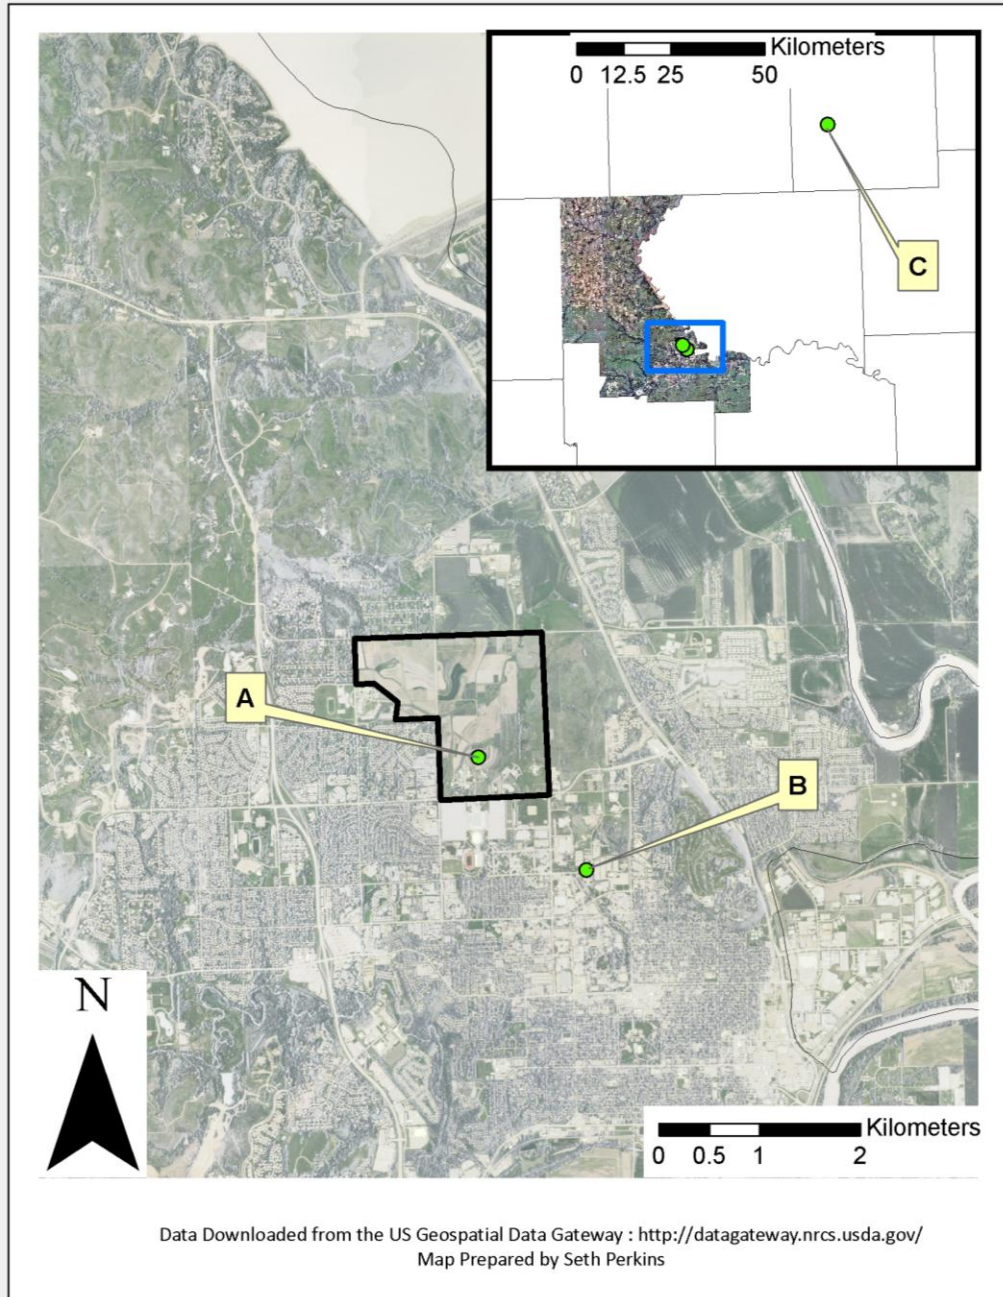 Kilometers
0 12.5 25 50
C
A
B
N
Kilometers
0 0.5 1 2
Data Downloaded from the US Geospatial Data Gateway : http://datagateway.nrcs.usda.gov/
Map Prepared by Seth Perkins